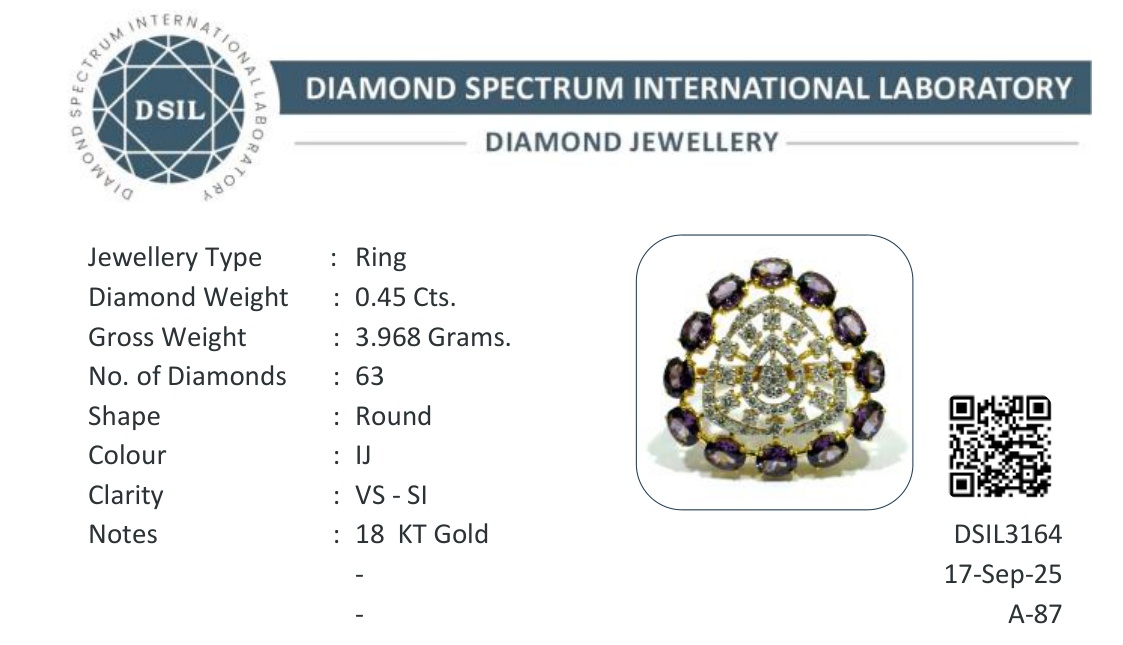 DIAMOND SPECTRUM INTERNATIONAL LABORATORY
DSIL
DIAMOND SPECTRUM INTERNATIONAL LABORATORY
DIAMOND JEWELLERY
Jewellery Type : Ring
Diamond Weight : 0.45 Cts.
Gross Weight : 3.968 Grams.
No. of Diamonds : 63
Shape : Round
Colour : IJ
Clarity : VS - SI
Notes : 18 KT Gold
-
-
DSIL3164
17-Sep-25
A-87